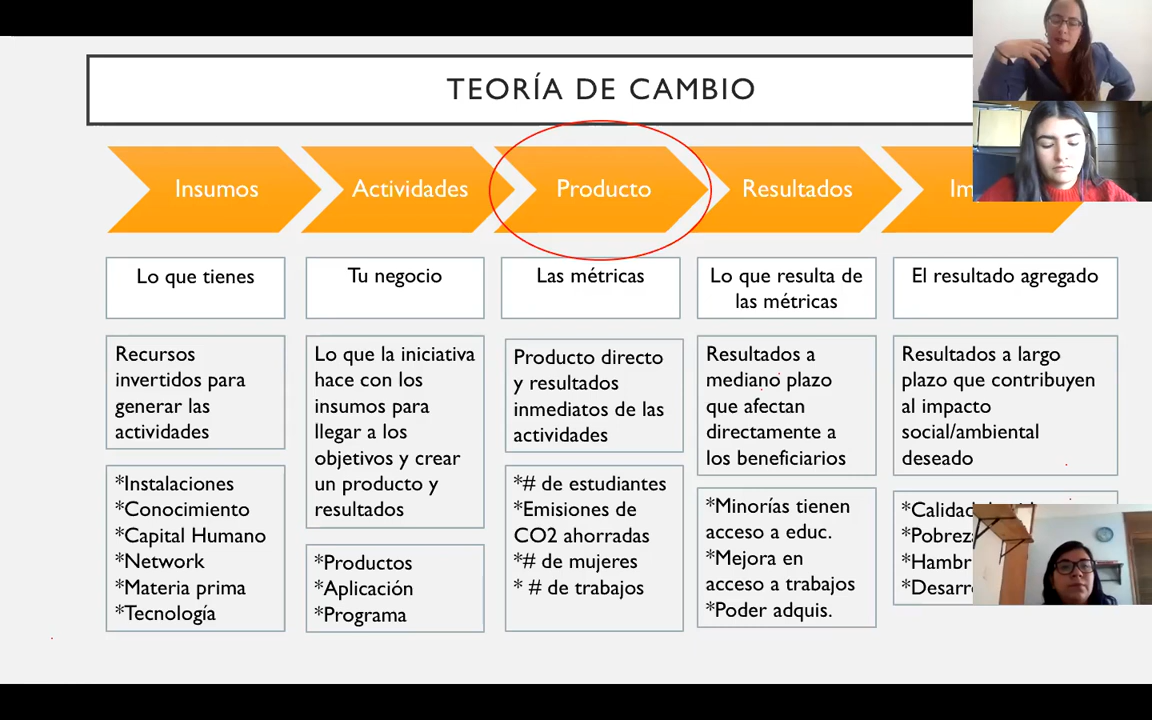 TEORÍA DE CAMBIO
Insumos
Actividades
Producto
Resultados
Lo que tienes
Tu negocio
Las métricas
Lo que resulta de
las métricas
El resultado agregado
Recursos
invertidos para
generar las
actividades
Lo que la iniciativa
hace con los
insumos para
llegar a los
objetivos y crear
un producto y
resultados
Producto directo
y resultados
inmediatos de las
actividades
Resultados a
mediano plazo
que afectan
directamente a
los beneficiarios
Resultados a largo
plazo que contribuyen
al impacto
social/ambiental
deseado
*Instalaciones
*Conocimiento
*Capital Humano
*Network
*Materia prima
*Tecnología
*Productos
*Aplicación
*Programa
*# de estudiantes
*Emisiones de
CO2 ahorradas
*# de mujeres
* # de trabajos
*Minorías tienen
acceso a educ.
*Mejora en
acceso a trabajos
*Poder adquis.